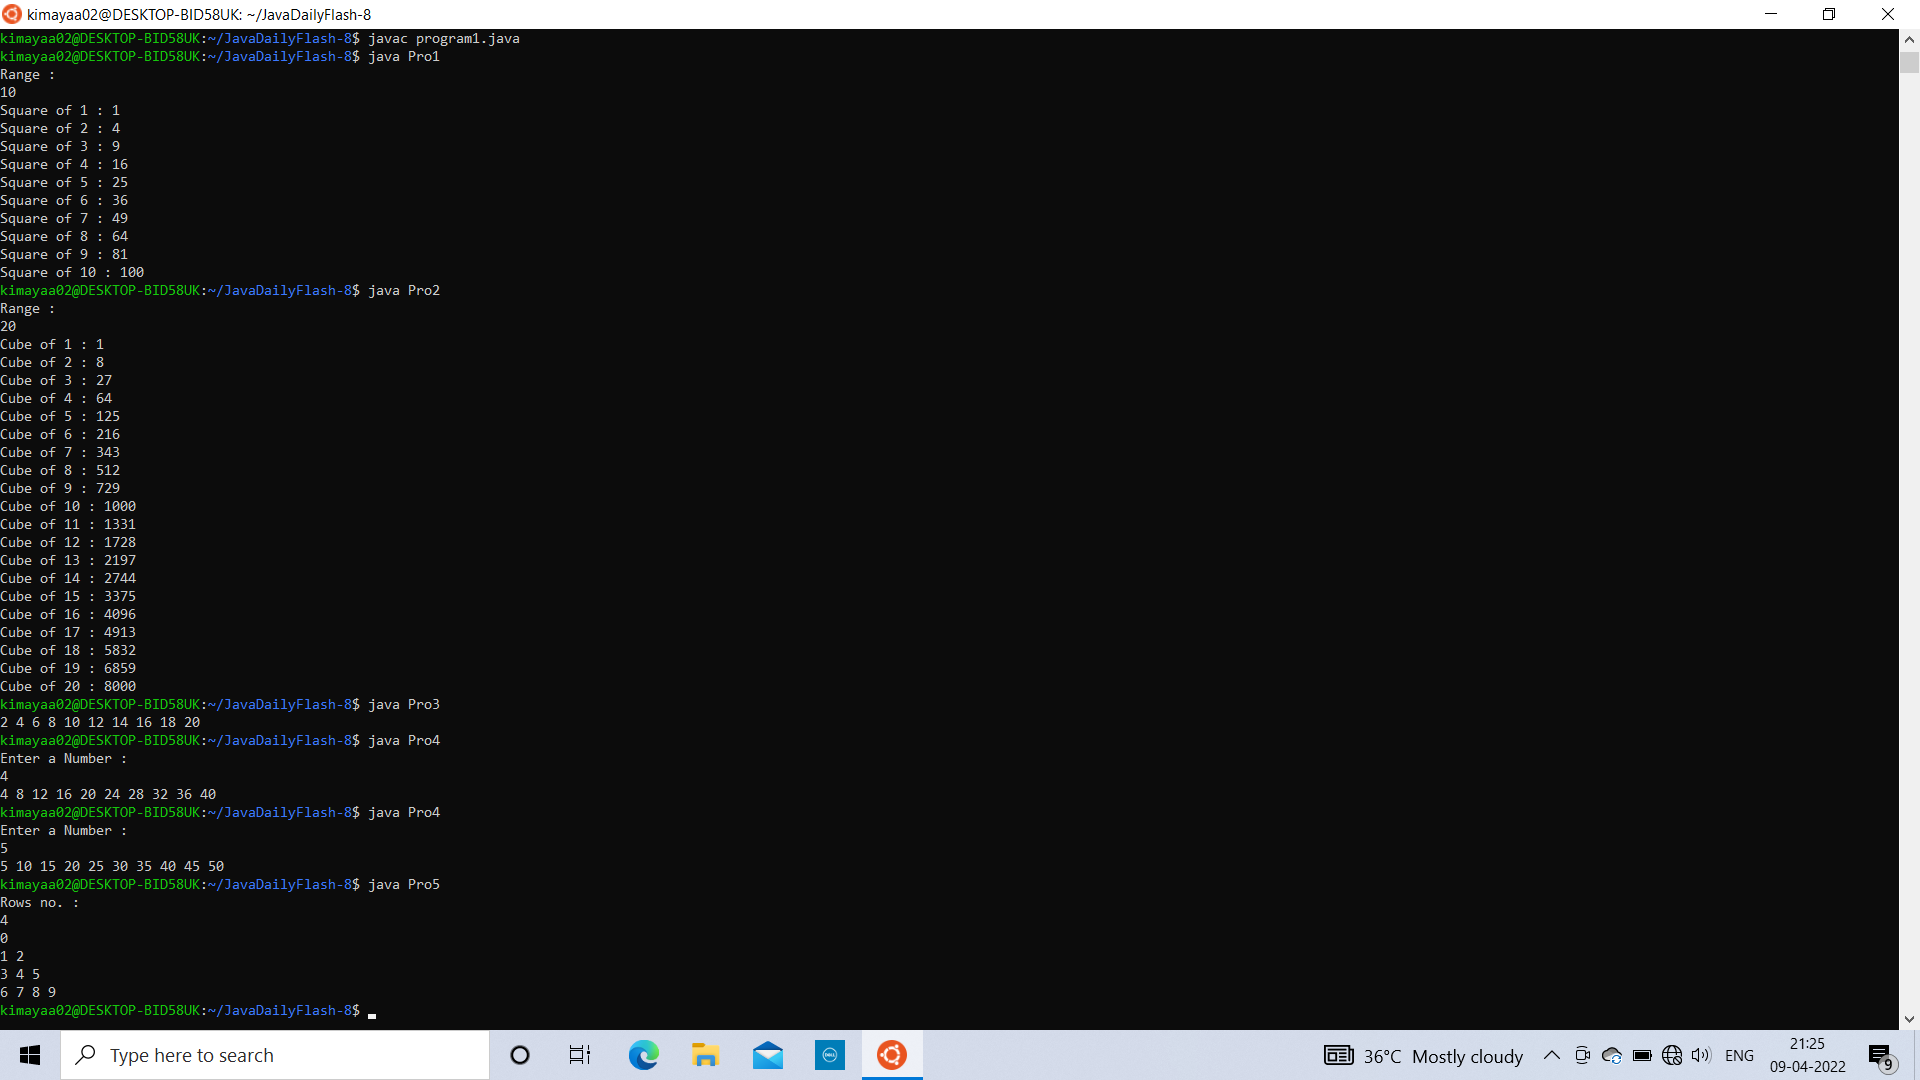 kimayaa02@DESKTOP-BID58UK: ~/JavaDailyFlash-8
kimayaa02@DESKTOP-BID58UK:~/JavaDailyFlash-8$ javac program1.java
kimayaa02@DESKTOP-BID58UK:~/JavaDailyFlash-8$ java Pro1
Range :
10
Square of 1 : 1
Square of 2 : 4
Square of 3 : 9
Square of 4 : 16
Square of 5 : 25
Square of 6 : 36
Square of 7 : 49
Square of 8 : 64
Square of 9 : 81
Square of 10 : 100
kimayaa02@DESKTOP-BID58UK:~/JavaDailyFlash-8$ java Pro2
Range :
20
Cube of 1 : 1
Cube of 2 : 8
Cube of 3 : 27
Cube of 4 : 64
Cube of 5 : 125
Cube of 6 : 216
Cube of 7 : 343
Cube of 8 : 512
Cube of 9 : 729
Cube of 10 : 1000
Cube of 11 : 1331
Cube of 12 : 1728
Cube of 13 : 2197
Cube of 14 : 2744
Cube of 15 : 3375
Cube of 16 : 4096
Cube of 17 : 4913
Cube of 18 : 5832
Cube of 19 : 6859
Cube of 20 : 8000
kimayaa02@DESKTOP-BID58UK:~/JavaDailyFlash-8$ java Pro3
2 4 6 8 10 12 14 16 18 20
kimayaa02@DESKTOP-BID58UK:~/JavaDailyFlash-8$ java Pro4
Enter a Number :
4
4 8 12 16 20 24 28 32 36 40
kimayaa02@DESKTOP-BID58UK:~/JavaDailyFlash-8$ java Pro4
Enter a Number :
5
5 10 15 20 25 30 35 40 45 50
kimayaa02@DESKTOP-BID58UK:~/JavaDailyFlash-8$ java Pro5
Rows no. :
4
0
1 2
3 4 5
6 7 8 9
kimayaa02@DESKTOP-BID58UK:~/JavaDailyFlash-8$
Type here to search
DELL
36°C Mostly cloudy
ENG
21:25
09-04-2022
9